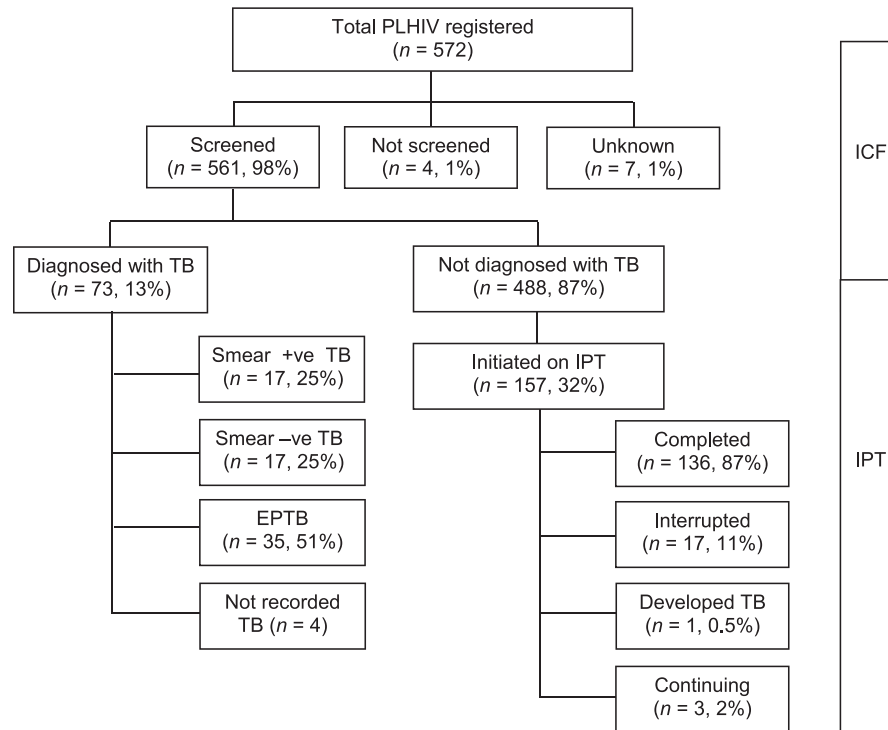 Total PLHIV registered
(n = 572)
Screened
(n = 561, 98%)
Not screened
(n = 4, 1%)
Unknown
(n = 7, 1%)
ICF
Diagnosed with TB
(n = 73, 13%)
Not diagnosed with TB
(n = 488, 87%)
Smear +ve TB
(n = 17, 25%)
Initiated on IPT
(n = 157, 32%)
Smear –ve TB
(n = 17, 25%)
Completed
(n = 136, 87%)
IPT
EPTB
(n = 35, 51%)
Interrupted
(n = 17, 11%)
Not recorded
TB (n = 4)
Developed TB
(n = 1, 0.5%)
Continuing
(n = 3, 2%)